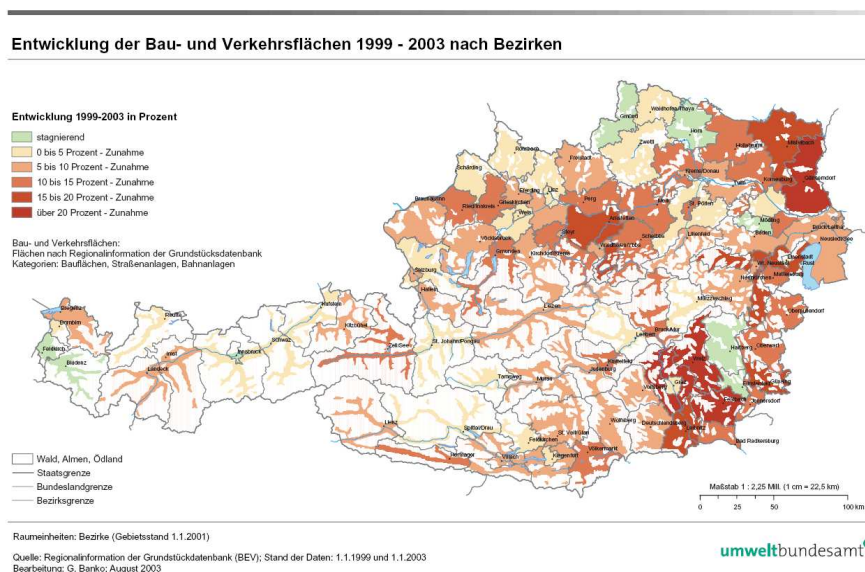 Entwicklung der Bau- und Verkehrsflächen 1999 - 2003 nach Bezirken
Entwicklung 1999-2003 in Prozent
stagnierend
0 bis 5 Prozent - Zunahme
5 bis 10 Prozent - Zunahme
10 bis 15 Prozent - Zunahme
15 bis 20 Prozent - Zunahme
über 20 Prozent - Zunahme
Bau- und Verkehrsflächen:
Flächen nach Regionalinformation der Grundstücksdatenbank
Kategorien: Bauflächen, Straßenanlagen, Bahnanlagen
Waidhofen/Thaya
Gmünd
Horn
Zwettl
Hollabrunn
Mistelbach
Rohrbach
Freistadt
Krems/Donau
Korneuburg
Gänserndorf
Schärding
Linz
Eferding
Tulln
Braunau/Inn
Ried/Innkreis
Grieskirchen
Wels
Perg
Amstetten
Melk
St. Pölten
Mödling
Baden
Bruck/Leitha
Steyr
Scheibbs
Lilienfeld
Neusiedl/See
Vöcklabruck
Gmunden
Kirchdorf/Krems
Eisenstadt
Rust
Wr. Neustadt
Mattersburg
Neunkirchen
Salzburg
Hallein
Liezen
Mürzzuschlag
Oberpullendorf
Bregenz
Dornbirn
Feldkirch
Bludenz
Reutte
Kufstein
Kitzbühel
Innsbruck
Schwaz
Imst
Landeck
Zell/See
St. Johann/Pongau
Leoben
Bruck/Mur
Weiz
Hartberg
Oberwart
Tamsweg
Murau
Judenburg
Knittelfeld
Voitsberg
Graz
Feldbach
Güssing
Jennersdorf
Lienz
Spittal/Drau
Feldkirchen
St. Veit/Glan
Wolfsberg
Deutschlandsberg
Leibnitz
Bad Radkersburg
Hermagor
Villach
Klagenfurt
Völkermarkt
Wald, Almen, Ödland
Staatsgrenze
Bundeslandgrenze
Bezirksgrenze
Maßstab 1 : 2,25 Mill. (1 cm = 22,5 km)
0 25 50 100 km
Raumeinheiten: Bezirke (Gebietsstand 1.1.2001)
Quelle: Regionalinformation der Grundstückdatenbank (BEV); Stand der Daten: 1.1.1999 und 1.1.2003
Bearbeitung: G. Banko; August 2003
umweltbundesamt